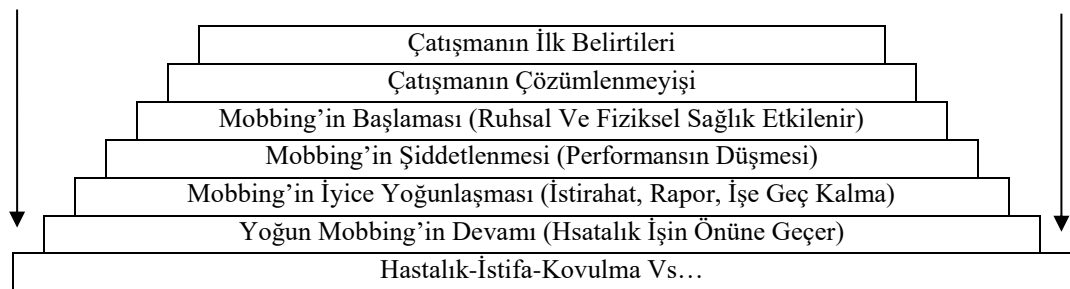 Çatışmanın İlk Belirtileri
Çatışmanın Çözümlenmeyişi
Mobbing’in Başlaması (Ruhsal Ve Fiziksel Sağlık Etkilenir)
Mobbing’in Şiddetlenmesi (Performansın Düşmesi)
Mobbing’in İyice Yoğunlaşması (İstirahat, Rapor, İşe Geç Kalma)
Yoğun Mobbing’in Devamı (Hsatalık İşin Önüne Geçer)
Hastalık-İstifa-Kovulma Vs…